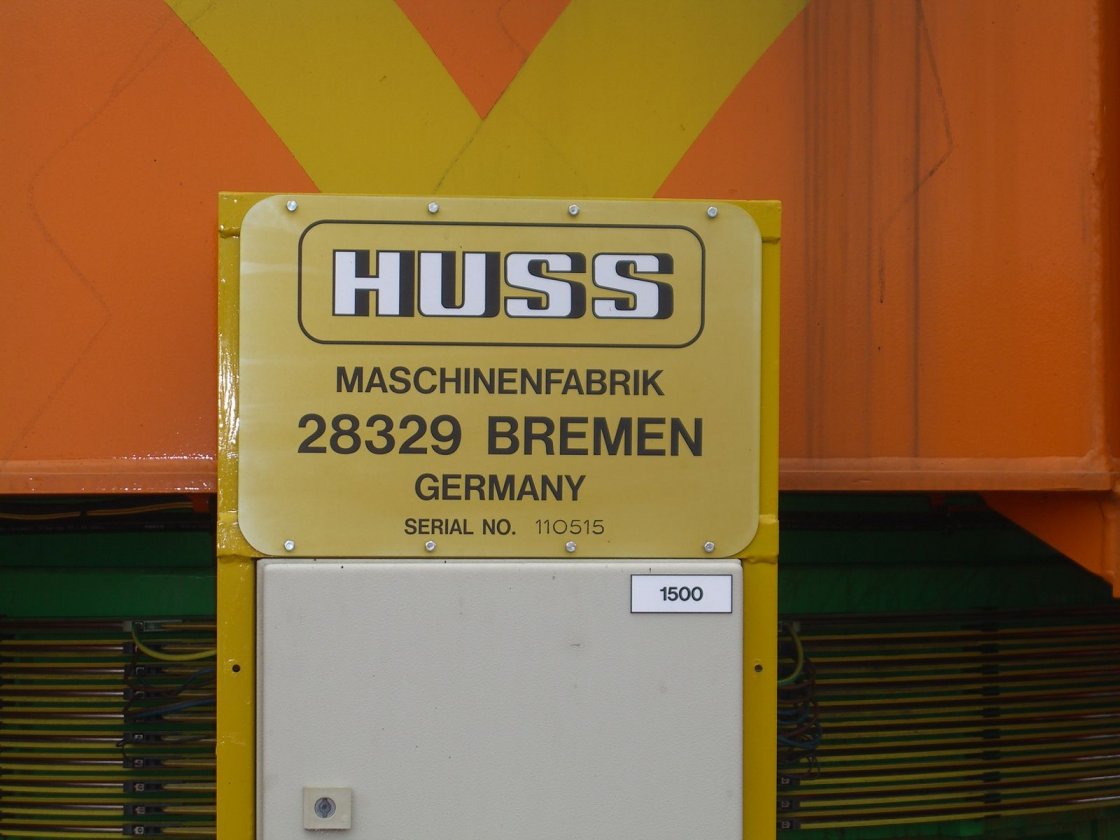 HUSS
MASCHINENFABRIK
28329 BREMEN
GERMANY
SERIAL NO. 110515
1500